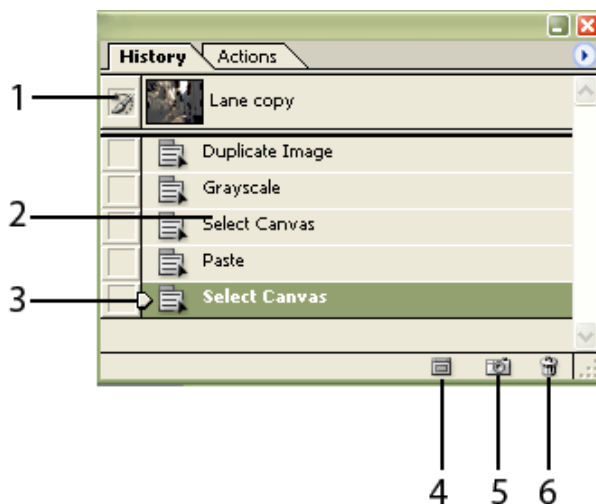 History Actions
1 Lane copy
Duplicate Image
Grayscale
2 Select Canvas
Paste
3 Select Canvas
4 5 6